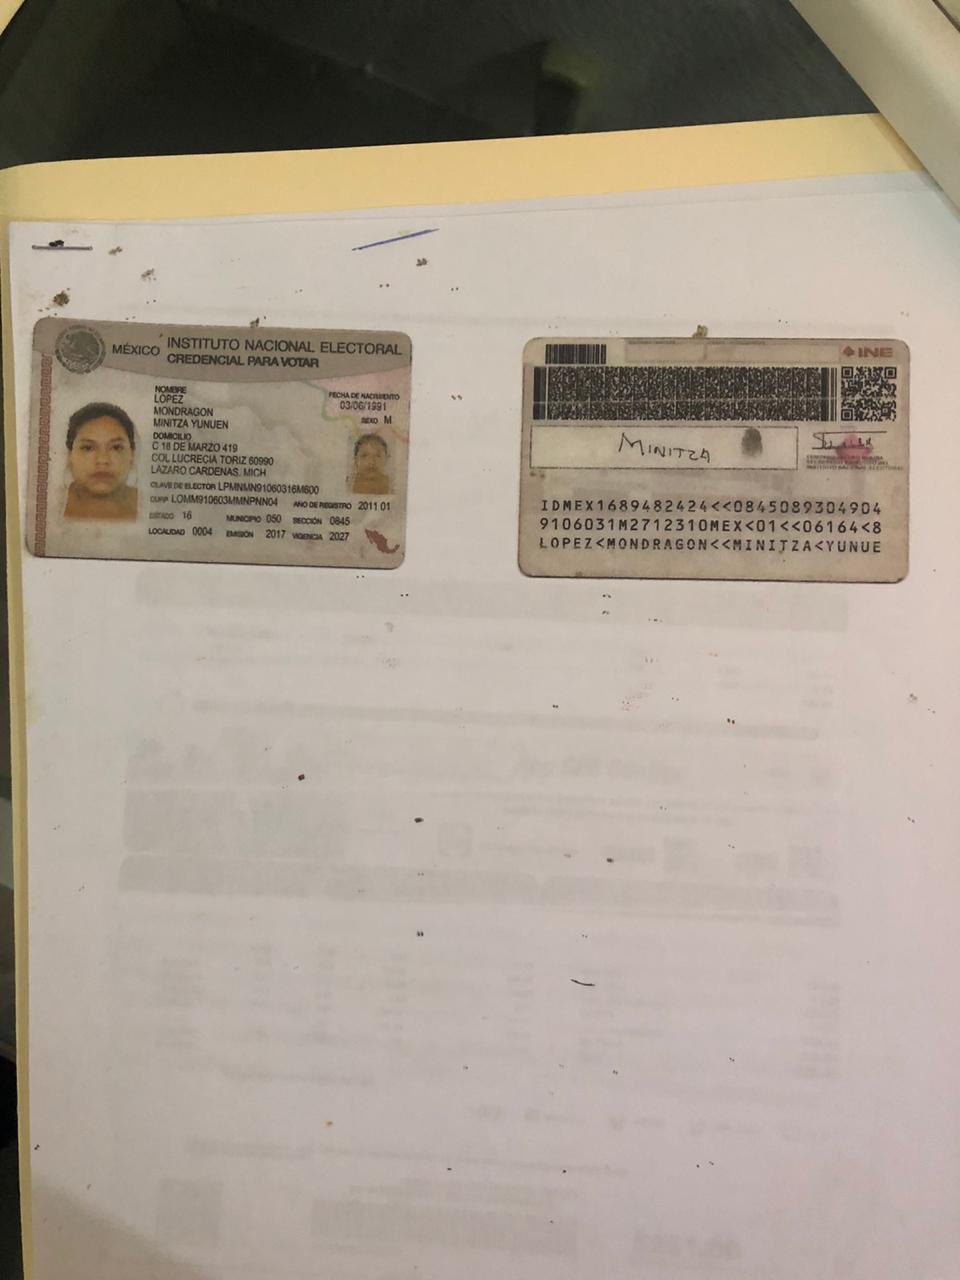 MÉXICO INSTITUTO NACIONAL ELECTORAL
CREDENCIAL PARA VOTAR
NOMBRE
LOPEZ
MONDRAGON
MINITZA YUNUEN
FECHA DE NACIMIENTO
03/06/1991
SEXO M
DOMICILIO
C 18 DE MARZO 419
COL LUCRECIA TORIZ 60990
LAZARO CARDENAS, MICH
CLAVE DE ELECTOR LPMNMN91060316M600
CURP LOMM910603MMNPNN04 AÑO DE REGISTRO 2011 01
ESTADO 16 MUNICIPIO 050 SECCIÓN 0845
LOCALIDAD 0004 EMISIÓN 2017 VIGENCIA 2027
INE
MINITZA
IDMEX1689482424<<0845089304904
9106031M2712310MEX<01<<06164<8
LOPEZ<MONDRAGON<<MINITZA<YUNUE